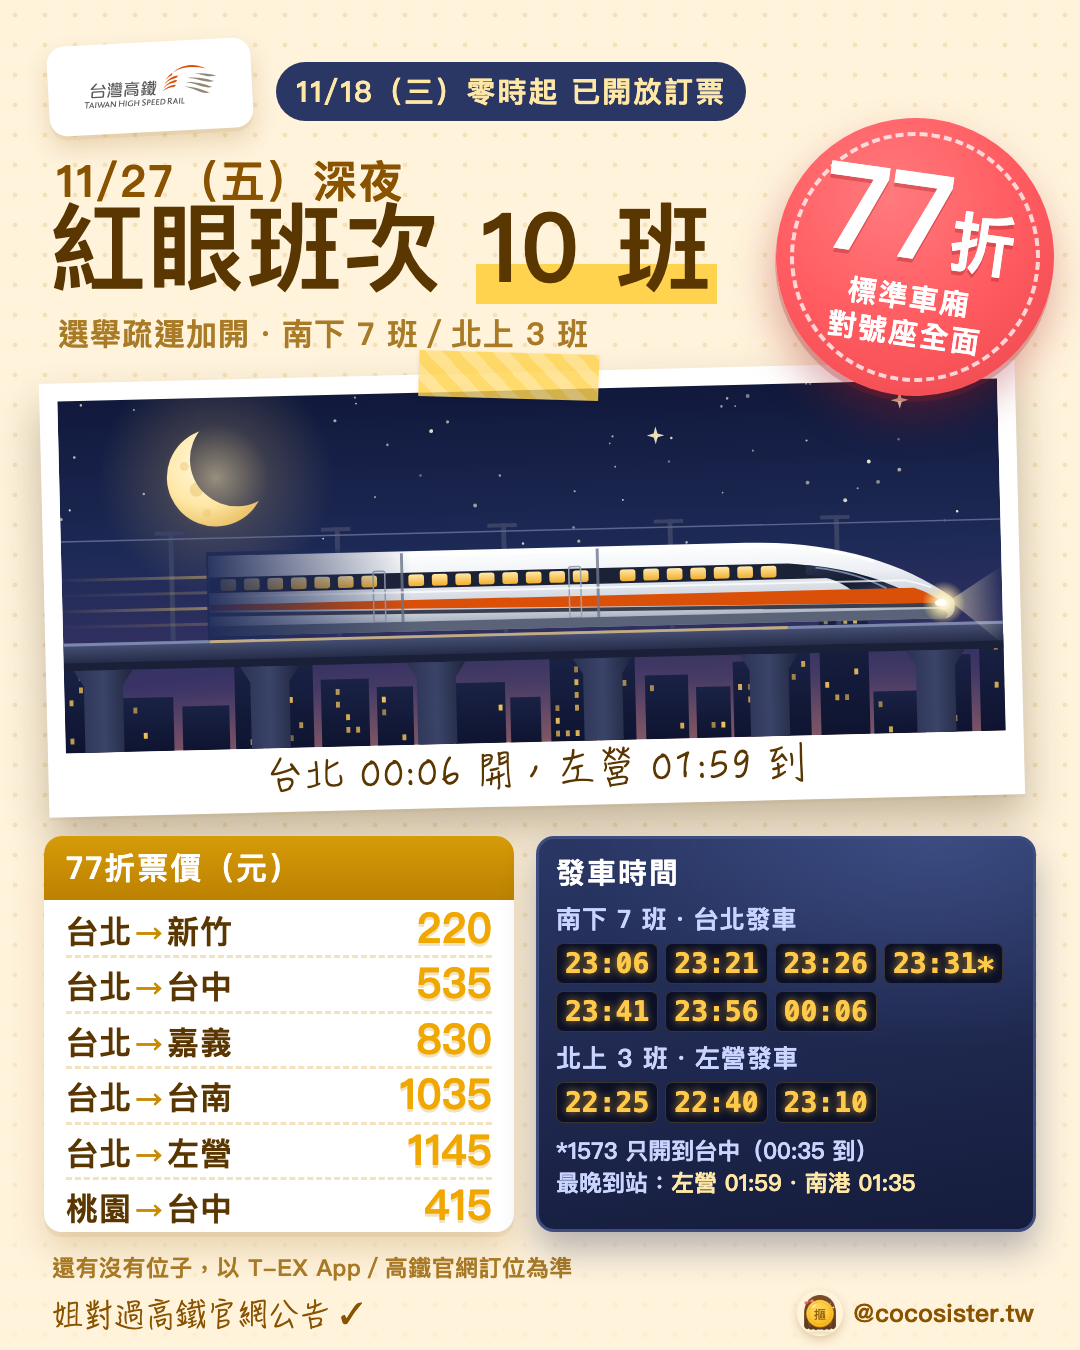 台灣高鐵
TAIWAN HIGH SPEED RAIL
11/18（三）零時起 已開放訂票
11/27（五）深夜
紅眼班次 10 班
選舉疏運加開 · 南下 7 班 / 北上 3 班
77折
標準車廂
對號座全面
台北 00:06 開，左營 01:59 到
77折票價（元）
台北→新竹 220
台北→台中 535
台北→嘉義 830
台北→台南 1035
台北→左營 1145
桃園→台中 415
發車時間
南下 7 班 · 台北發車
23:06 23:21 23:26 23:31*
23:41 23:56 00:06
北上 3 班 · 左營發車
22:25 22:40 23:10
*1573 只開到台中（00:35 到）
最晚到站：左營 01:59 · 南港 01:35
還有沒有位子，以 T-EX App / 高鐵官網訂位為準
姐對過高鐵官網公告 ✓
@cocosister.tw